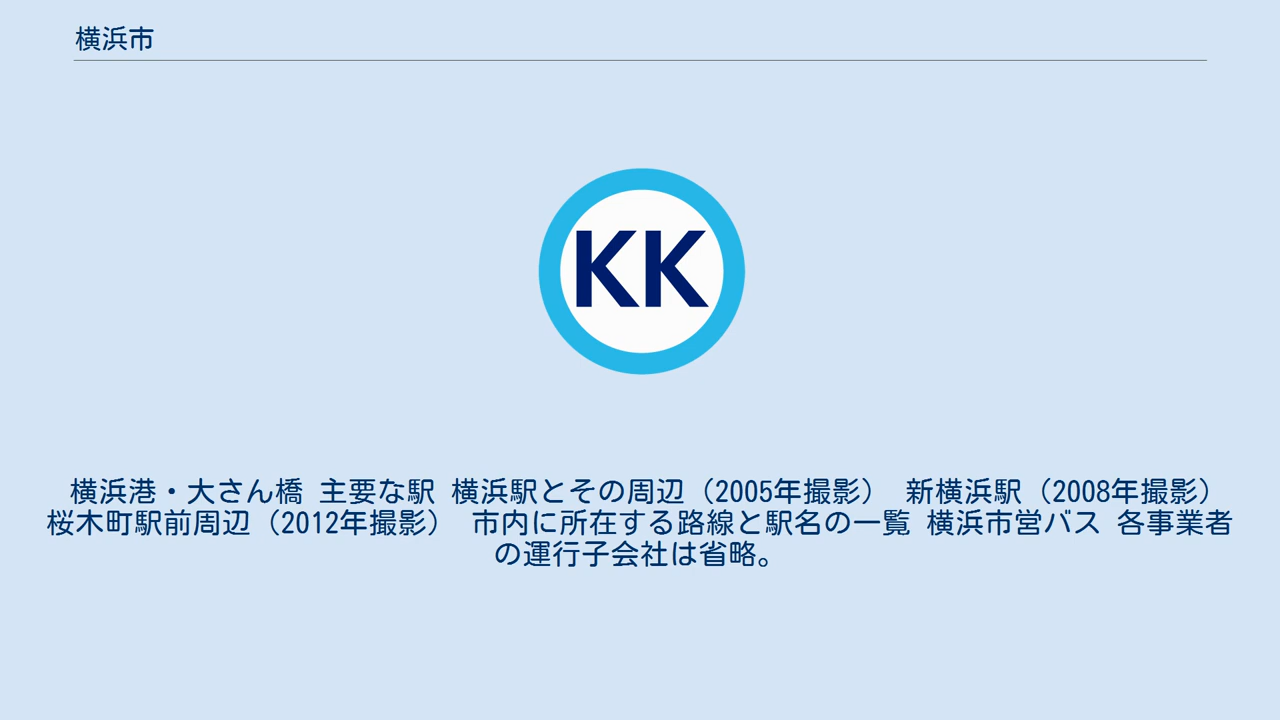 横浜市
KK
横浜港・大さん橋 主要な駅 横浜駅とその周辺（2005年撮影） 新横浜駅（2008年撮影）
桜木町駅前周辺（2012年撮影） 市内に所在する路線と駅名の一覧 横浜市営バス 各事業者
の運行子会社は省略。